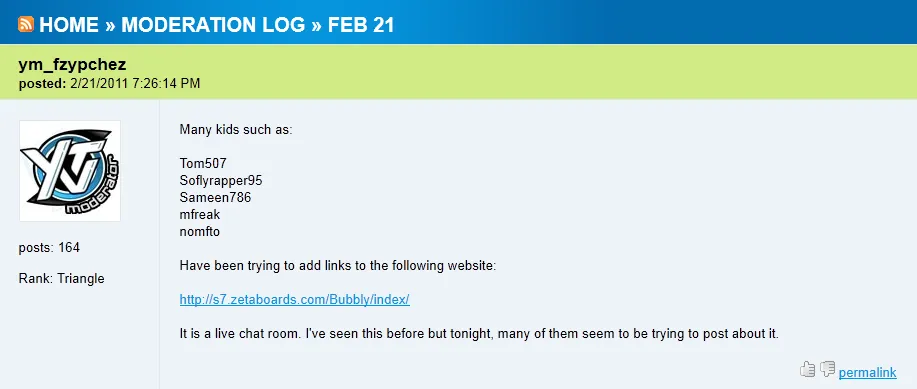 HOME » MODERATION LOG » FEB 21
ym_fzypchez
posted: 2/21/2011 7:26:14 PM
YTV
moderator
posts: 164
Rank: Triangle
Many kids such as:
Tom507
Soflyrapper95
Sameen786
mfreak
nomfto
Have been trying to add links to the following website:
http://s7.zetaboards.com/Bubbly/index/
It is a live chat room. I've seen this before but tonight, many of them seem to be trying to post about it.
permalink